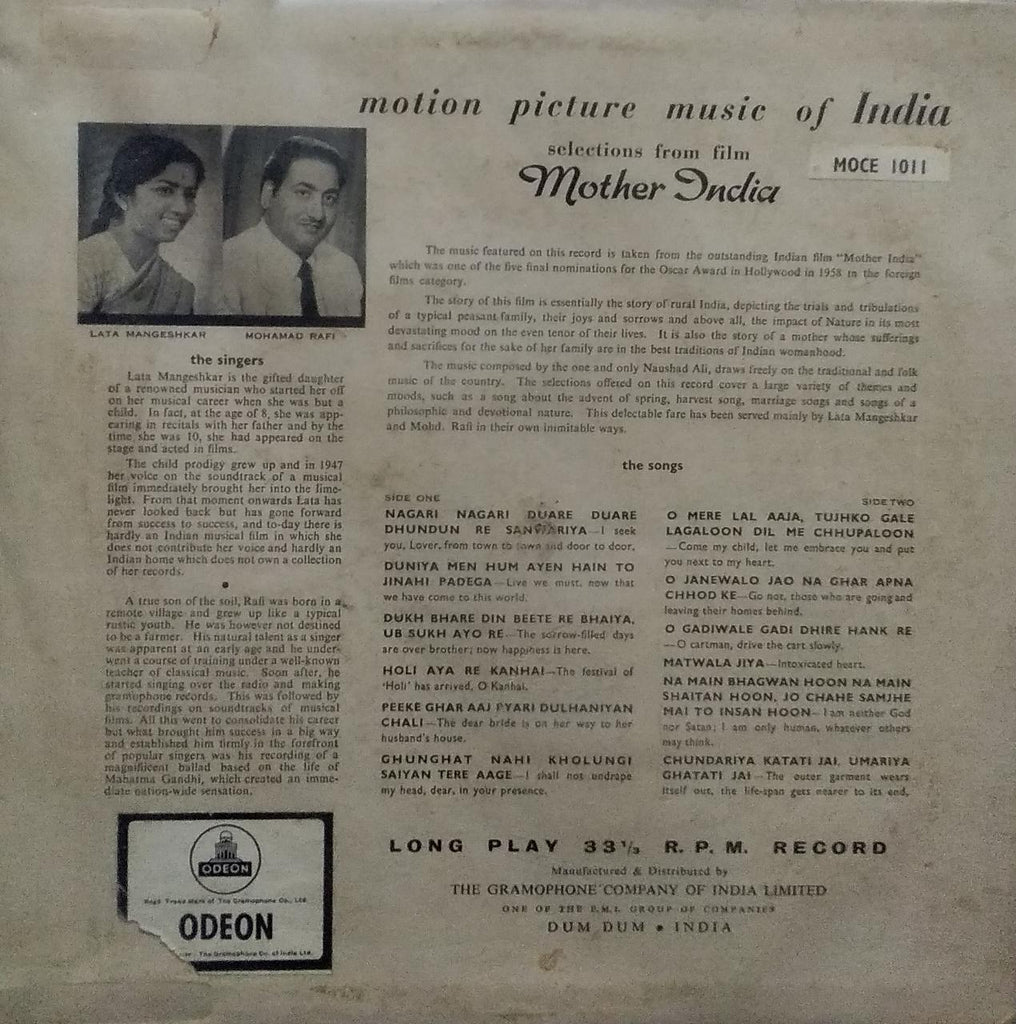 motion picture music of India
selections from film
Mother India
MOCE 1011
LATA MANGESHKAR MOHAMAD RAFI
the singers
Lata Mangeshkar is the gifted daughter
of a renowned musician who started her off
on her musical career when she was but a
child. In fact, at the age of 8, she was app-
earing in recitals with her father and by the
time she was 10, she had appeared on the
stage and acted in films.
The child prodigy grew up and in 1947
her voice on the soundtrack of a musical
film immediately brought her into the lime-
light. From that moment onwards Lata has
never looked back but has gone forward
from success to success, and to-day there is
hardly an Indian musical film in which she
does not contribute her voice and hardly an
Indian home which does not own a collection
of her records.
•
A true son of the soil, Rafi was born in a
remote village and grew up like a typical
rustic youth. He was however not destined
to be a farmer. His natural talent as a singer
was apparent at an early age and he under-
went a course of training under a well-known
teacher of classical music. Soon after, he
started singing over the radio and making
gramophone records. This was followed by
his recordings on soundtracks of musical
films. All this went to consolidate his career
but what brought him success in a big way
and established him firmly in the forefront
of popular singers was his recording of a
magnificent ballad based on the life of
Mahatma Gandhi, which created an imme-
diate nation-wide sensation.
The music featured on this record is taken from the outstanding Indian film "Mother India"
which was one of the five final nominations for the Oscar Award in Hollywood in 1958 in the foreign
films category.
The story of this film is essentially the story of rural India, depicting the trials and tribulations
of a typical peasant family, their joys and sorrows and above all, the impact of Nature in its most
devastating mood on the even tenor of their lives. It is also the story of a mother whose sufferings
and sacrifices for the sake of her family are in the best traditions of Indian womanhood.
The music composed by the one and only Naushad Ali, draws freely on the traditional and folk
music of the country. The selections offered on this record cover a large variety of themes and
moods, such as a song about the advent of spring, harvest song, marriage songs and songs of a
philosophic and devotional nature. This delectable fare has been served mainly by Lata Mangeshkar
and Mohd. Rafi in their own inimitable ways.
the songs
SIDE ONE
NAGARI NAGARI DUARE DUARE
DHUNDUN RE SANWARIYA—I seek
you, Lover, from town to town and door to door.
DUNIYA MEN HUM AYEN HAIN TO
JINAHI PADEGA—Live we must, now that
we have come to this world.
DUKH BHARE DIN BEETE RE BHAIYA,
UB SUKH AYO RE—The sorrow-filled days
are over brother; now happiness is here.
HOLI AYA RE KANHAI—The festival of
'Holi' has arrived, O Kanhai.
PEEKE GHAR AAJ PYARI DULHANIYAN
CHALI—The dear bride is on her way to her
husband's house.
GHUNGHAT NAHI KHOLUNGI
SAIYAN TERE AAGE—I shall not undrape
my head, dear, in your presence.
SIDE TWO
O MERE LAL AAJA, TUJHKO GALE
LAGALOON DIL ME CHHUPALOON
—Come my child, let me embrace you and put
you next to my heart.
O JANEWALO JAO NA GHAR APNA
CHHOD KE—Go not, those who are going and
leaving their homes behind.
O GADIWALE GADI DHIRE HANK RE
—O cartman, drive the cart slowly.
MATWALA JIYA—Intoxicated heart.
NA MAIN BHAGWAN HOON NA MAIN
SHAITAN HOON, JO CHAHE SAMJHE
MAI TO INSAN HOON—I am neither God
nor Satan; I am only human, whatever others
may think.
CHUNDARIYA KATATI JAI, UMARIYA
GHATATI JAI—The outer garment wears
itself out, the life-span gets nearer to its end.
LONG PLAY 33⅓ R.P.M. RECORD
Manufactured & Distributed by
THE GRAMOPHONE COMPANY OF INDIA LIMITED
ONE OF THE E.M.I. GROUP OF COMPANIES
DUM DUM • INDIA
ODEON
Regd. Trade Mark of The Gramophone Co., Ltd.
ODEON
The Gramophone Co. of India Ltd.